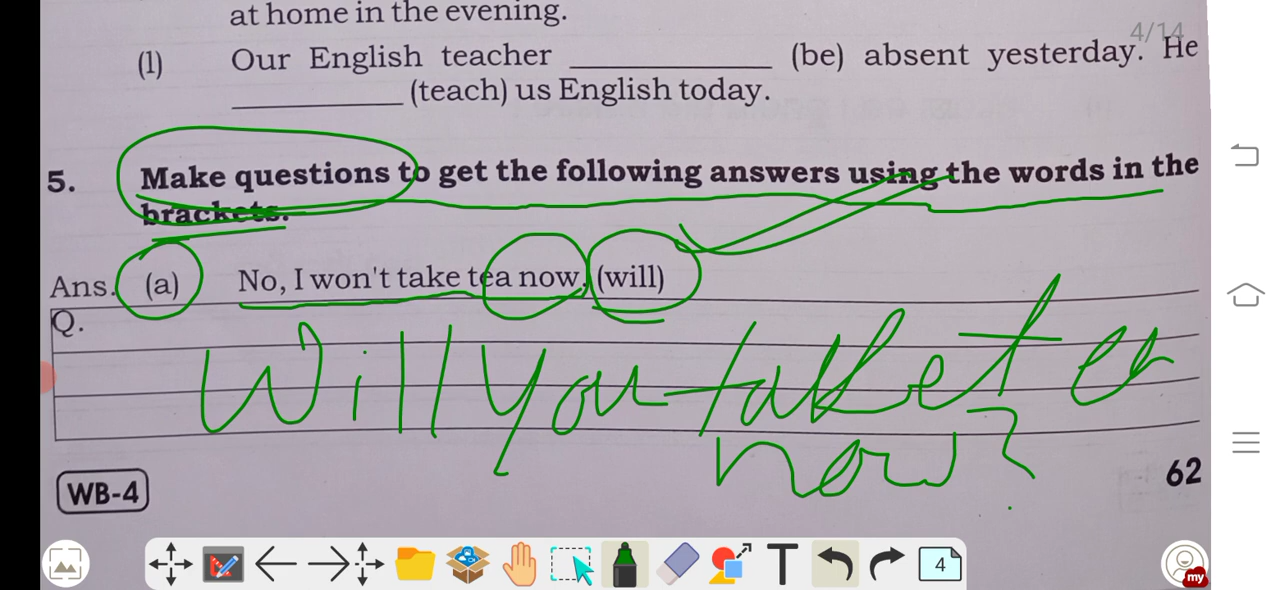 at home in the evening.
4/14
(l) Our English teacher ____________ (be) absent yesterday. He
__________ (teach) us English today.
5. Make questions to get the following answers using the words in the
brackets.
Ans. (a) No, I won't take tea now. (will)
Q.
Will you take tea
now?
WB-4
62
T
4
my